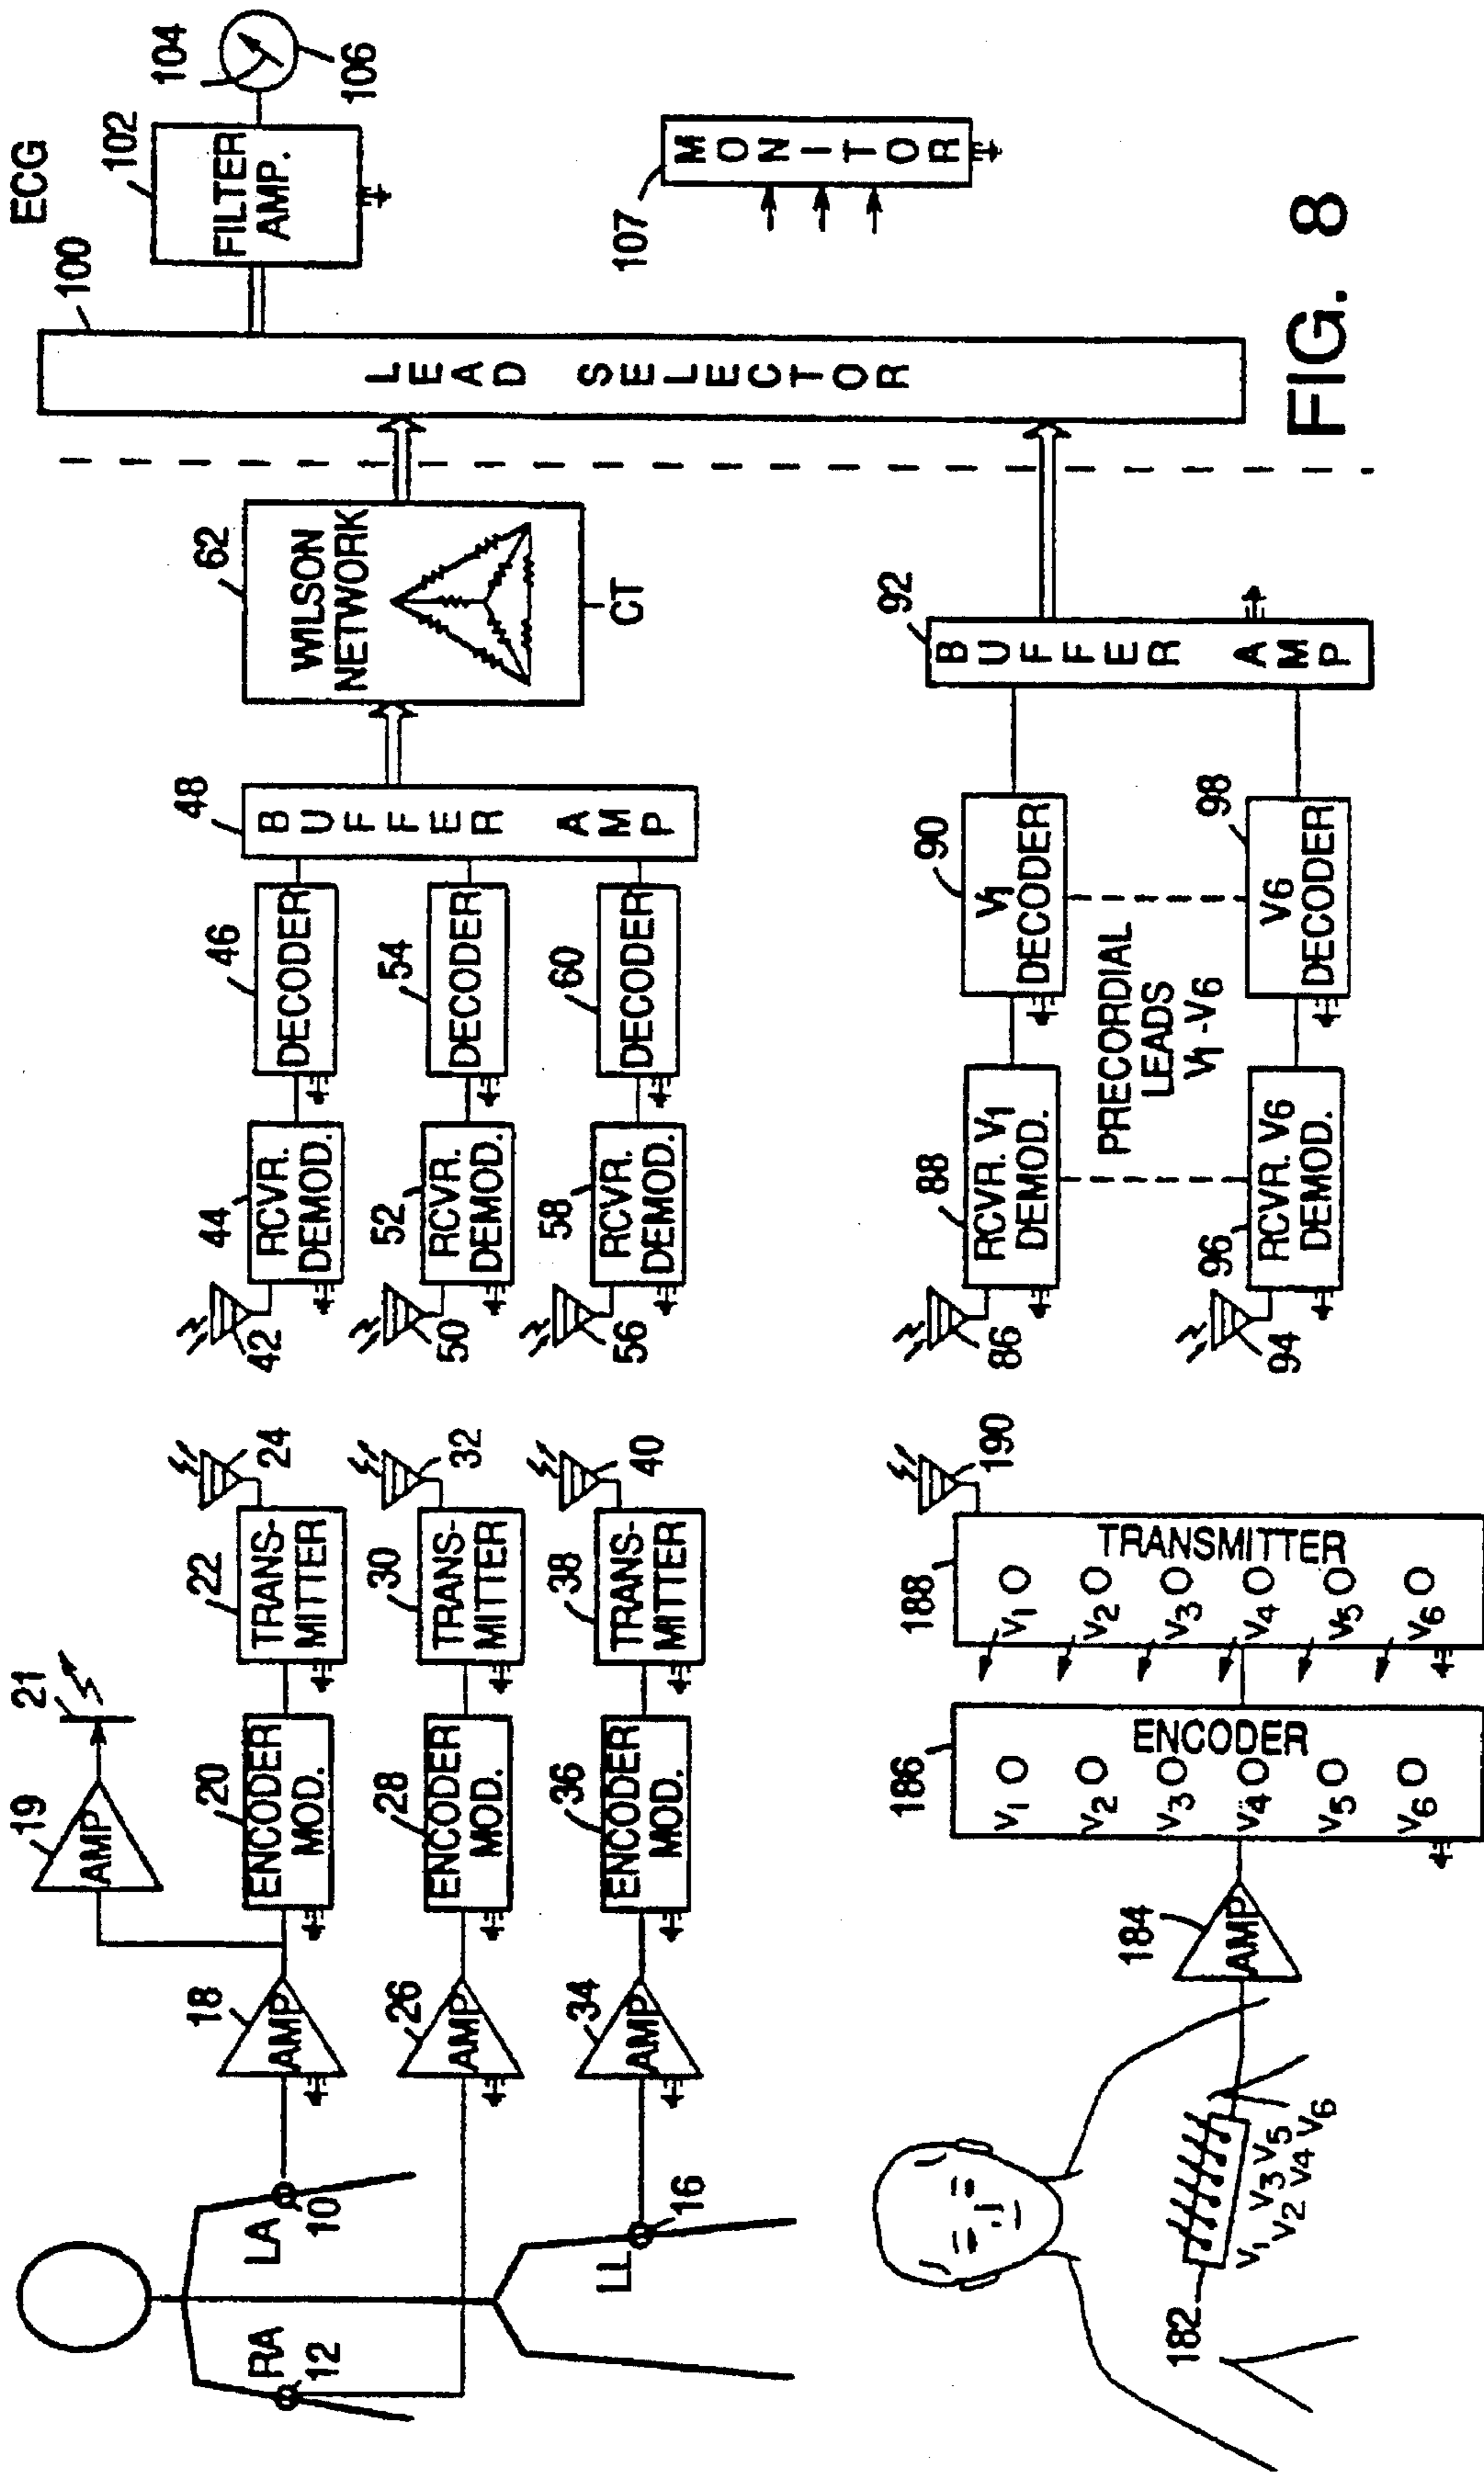 ECG
LA
10
RA
12
LL
16
18
AMP
19
AMP
21
20
ENCODER
MOD.
22
TRANS-
MITTER
24
26
AMP
28
ENCODER
MOD.
30
TRANS-
MITTER
32
34
AMP
36
ENCODER
MOD.
38
TRANS-
MITTER
40
42
44
RCVR.
DEMOD.
46
DECODER
50
52
RCVR.
DEMOD.
54
DECODER
56
58
RCVR.
DEMOD.
60
DECODER
48
BUFFER AMP
62
WILSON
NETWORK
CT
100
LEAD SELECTOR
102
FILTER
AMP.
104
106
107
MONITOR
182
V1 V2 V3 V4 V5 V6
184
AMP
186
ENCODER
V1
V2
V3
V4
V5
V6
188
TRANSMITTER
V1
V2
V3
V4
V5
V6
190
86
88
RCVR. V1
DEMOD.
90
V1
DECODER
PRECORDIAL
LEADS
V1-V6
94
96
RCVR. V6
DEMOD.
98
V6
DECODER
92
BUFFER AMP
FIG. 8